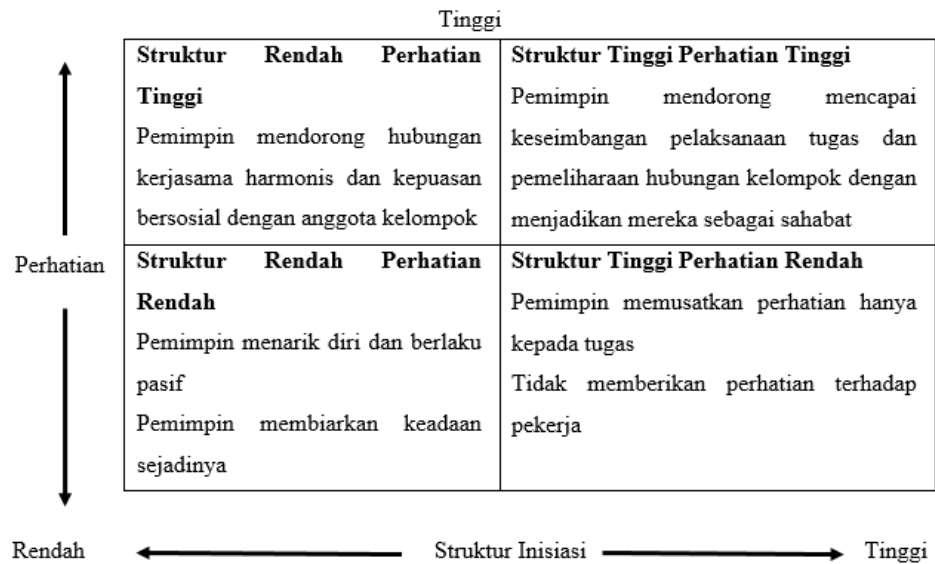 Tinggi
Struktur Rendah Perhatian
Tinggi
Pemimpin mendorong hubungan
kerjasama harmonis dan kepuasan
bersosial dengan anggota kelompok
Struktur Tinggi Perhatian Tinggi
Pemimpin mendorong mencapai
keseimbangan pelaksanaan tugas dan
pemeliharaan hubungan kelompok dengan
menjadikan mereka sebagai sahabat
Perhatian
Struktur Rendah Perhatian
Rendah
Pemimpin menarik diri dan berlaku
pasif
Pemimpin membiarkan keadaan
sejadinya
Struktur Tinggi Perhatian Rendah
Pemimpin memusatkan perhatian hanya
kepada tugas
Tidak memberikan perhatian terhadap
pekerja
Rendah
Struktur Inisiasi
Tinggi